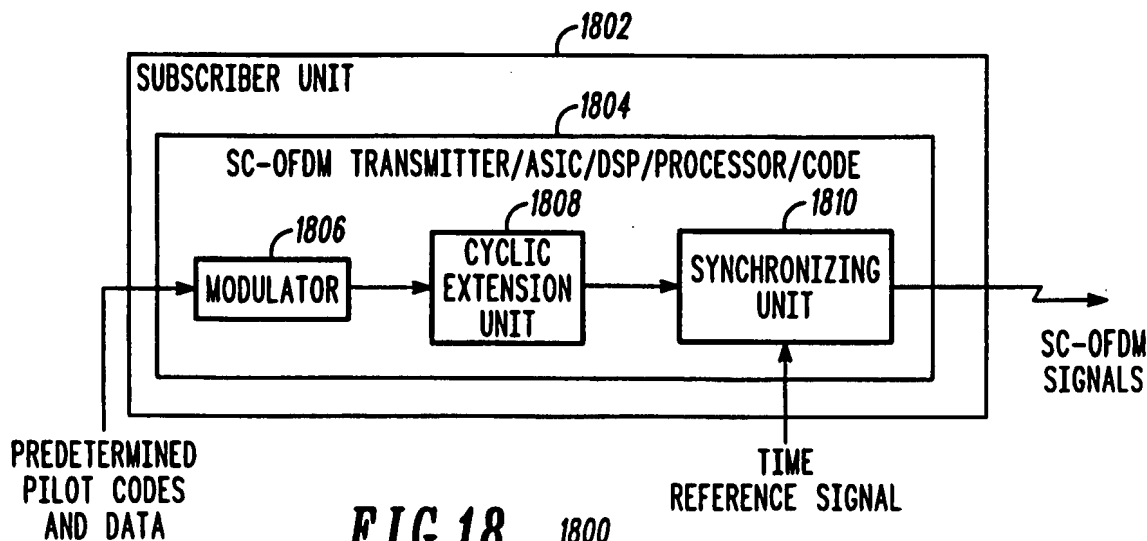 1802
SUBSCRIBER UNIT
1804
SC-OFDM TRANSMITTER/ASIC/DSP/PROCESSOR/CODE
1806
MODULATOR
1808
CYCLIC
EXTENSION
UNIT
1810
SYNCHRONIZING
UNIT
SC-OFDM
SIGNALS
PREDETERMINED
PILOT CODES
AND DATA
TIME
REFERENCE SIGNAL
FIG.18
1800